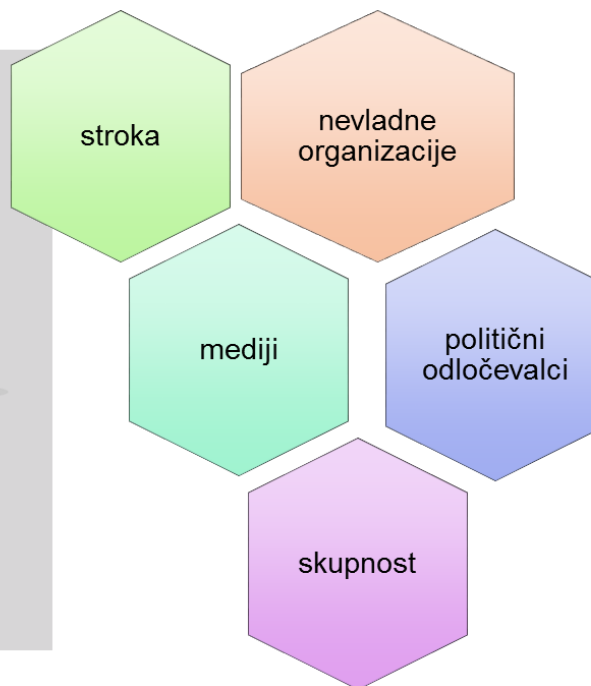 stroka
nevladne
organizacije
mediji
politični
odločevalci
skupnost